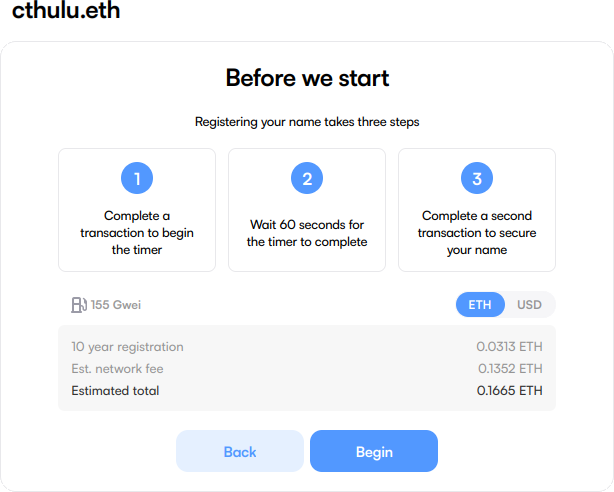 cthulu.eth
Before we start
Registering your name takes three steps
1
Complete a
transaction to begin
the timer
2
Wait 60 seconds for
the timer to complete
3
Complete a second
transaction to secure
your name
155 Gwei
ETH USD
10 year registration 0.0313 ETH
Est. network fee 0.1352 ETH
Estimated total 0.1665 ETH
Back Begin